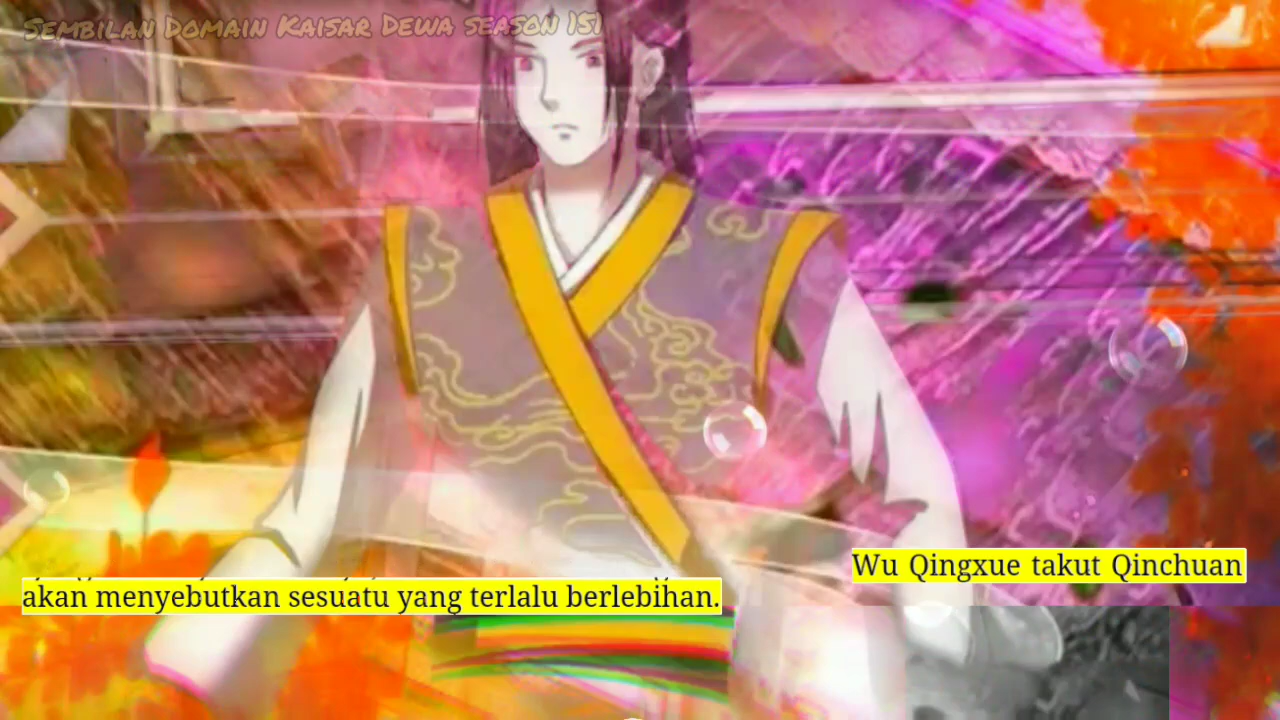 Sembilan Domain Kaisar Dewa season 151
Wu Qingxue takut Qinchuan
akan menyebutkan sesuatu yang terlalu berlebihan.